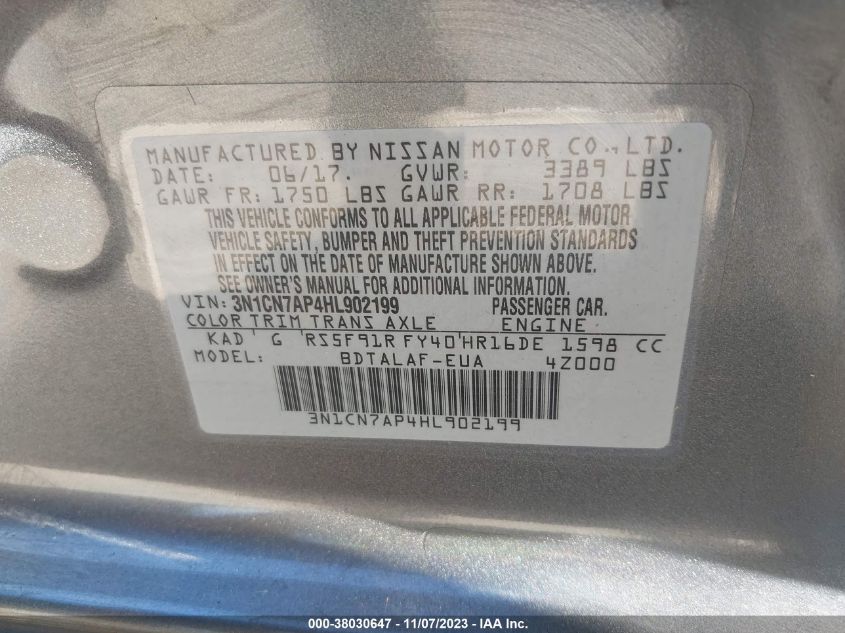 MANUFACTURED BY NISSAN MOTOR CO., LTD.
DATE: 06/17. GVWR: 3389 LBS
GAWR FR: 1750 LBS GAWR RR: 1708 LBS
THIS VEHICLE CONFORMS TO ALL APPLICABLE FEDERAL MOTOR
VEHICLE SAFETY, BUMPER AND THEFT PREVENTION STANDARDS
IN EFFECT ON THE DATE OF MANUFACTURE SHOWN ABOVE.
SEE OWNER'S MANUAL FOR ADDITIONAL INFORMATION.
VIN: 3N1CN7AP4HL902199 PASSENGER CAR.
COLOR TRIM TRANS AXLE ENGINE
KAD G RS5F91R FY40 HR16DE 1598 CC
MODEL: BDTALAF-EUA 4Z000
3N1CN7AP4HL902199
000-38030647 — 11/07/2023 — IAA Inc.